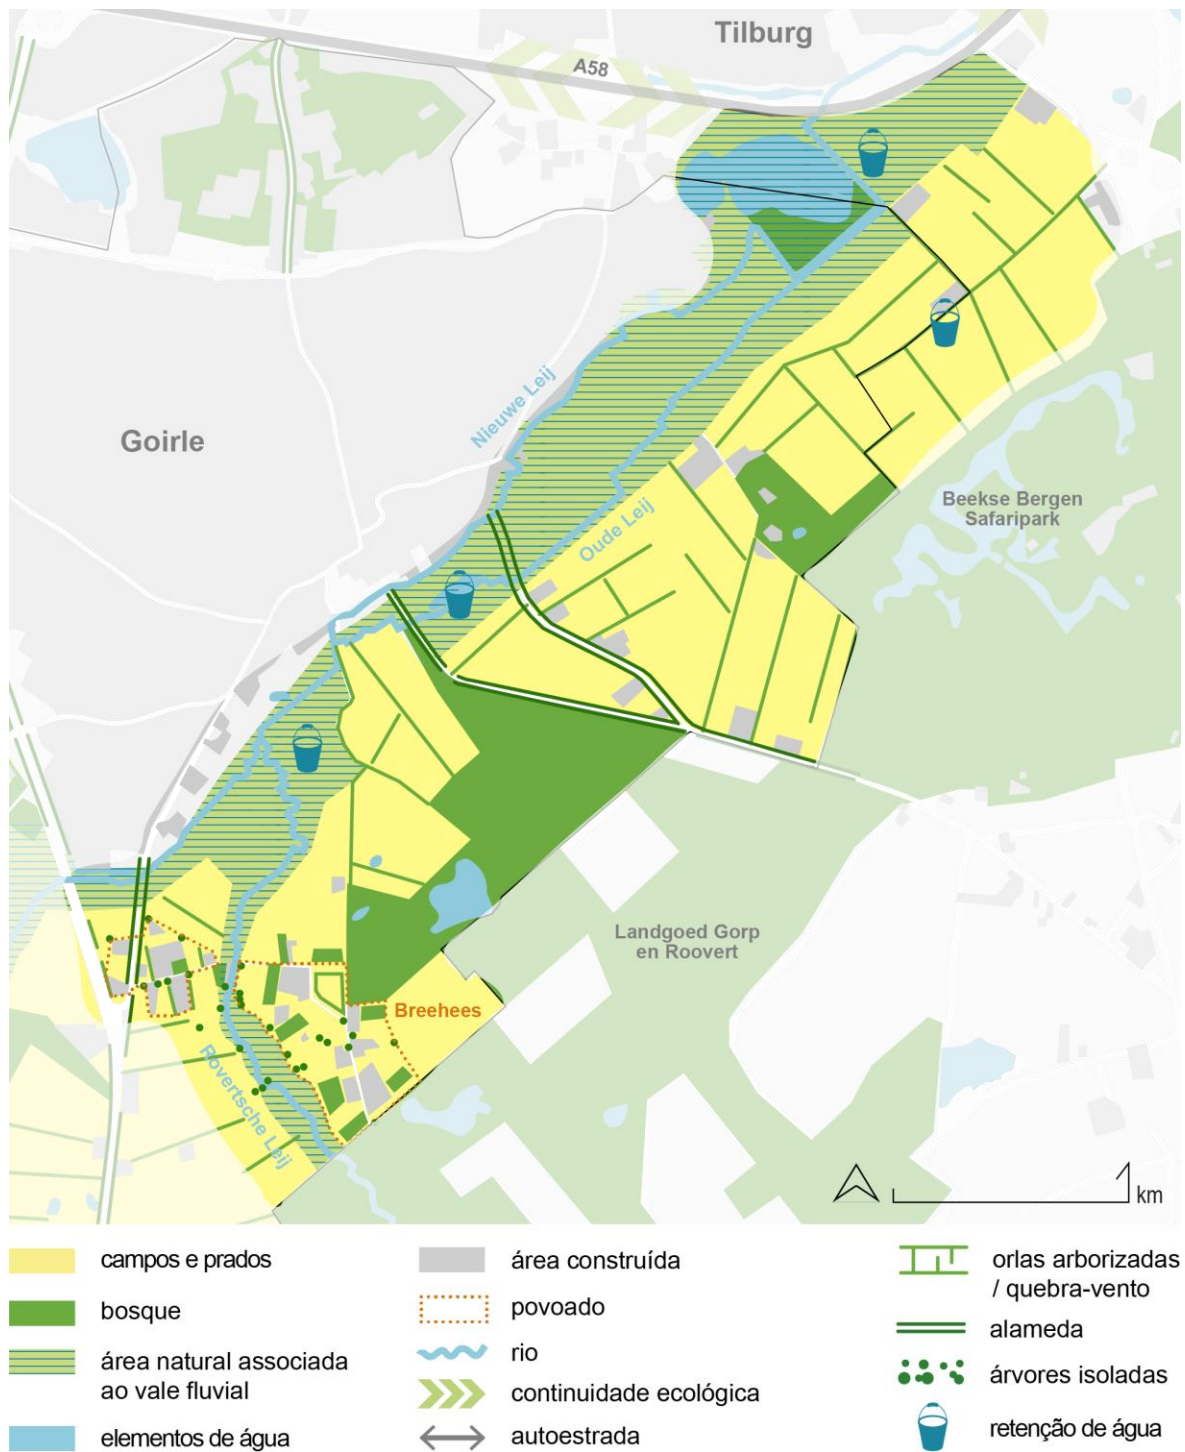 Tilburg
A58
Goirle
Nieuwe Leij
Oude Leij
Beekse Bergen
Safaripark
Landgoed Gorp
en Roovert
Breehees
Rovertsche Leij
km
campos e prados
bosque
área natural associada
ao vale fluvial
elementos de água
área construída
povoado
rio
continuidade ecológica
autoestrada
orlas arborizadas
/ quebra-vento
alameda
árvores isoladas
retenção de água